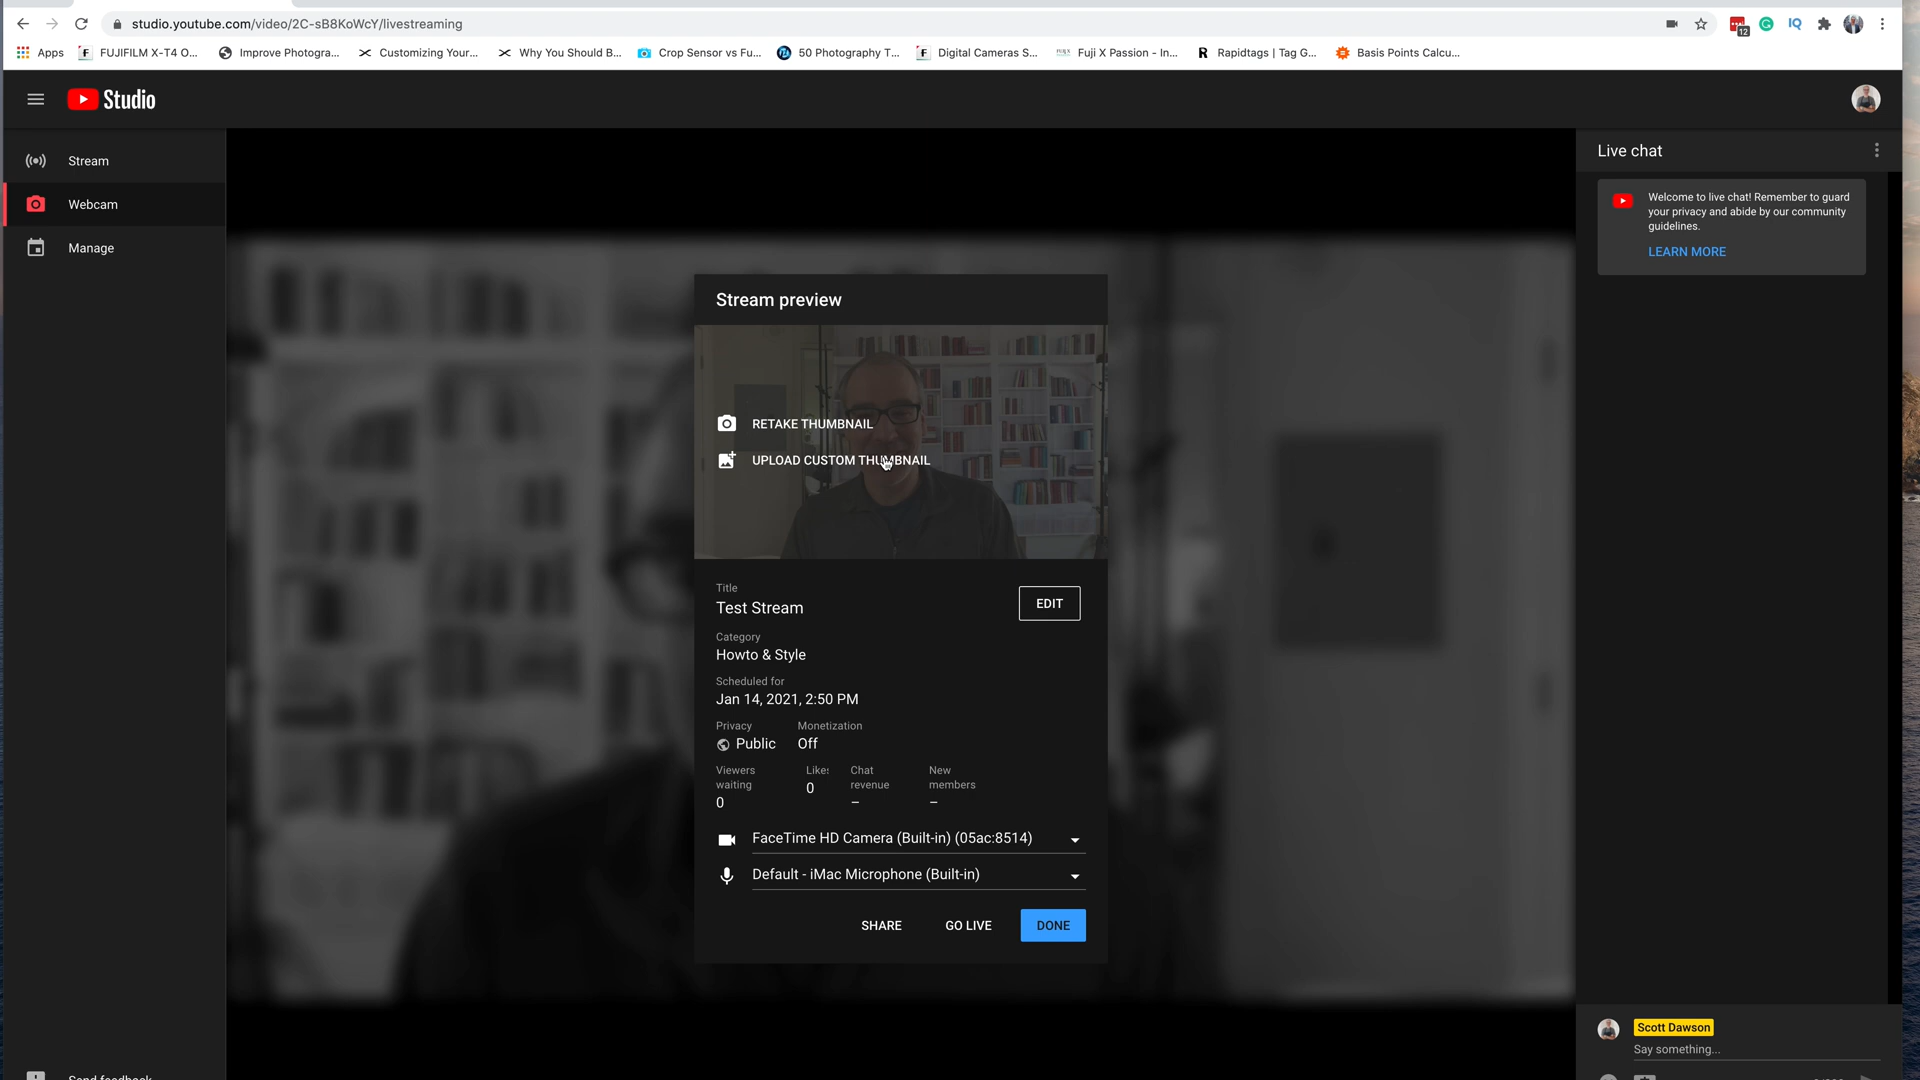 studio.youtube.com/video/2C-sB8KoWcY/livestreaming
12
IQ
Apps
FUJIFILM X-T4 O...
Improve Photogra...
Customizing Your...
Why You Should B...
Crop Sensor vs Fu...
50 Photography T...
Digital Cameras S...
Fuji X Passion - In...
Rapidtags | Tag G...
Basis Points Calcu...
Studio
Stream
Webcam
Manage
Stream preview
RETAKE THUMBNAIL
UPLOAD CUSTOM THUMBNAIL
Title
Test Stream
EDIT
Category
Howto & Style
Scheduled for
Jan 14, 2021, 2:50 PM
Privacy
Public
Monetization
Off
Viewers
waiting
0
Likes
0
Chat
revenue
–
New
members
–
FaceTime HD Camera (Built-in) (05ac:8514)
Default - iMac Microphone (Built-in)
SHARE
GO LIVE
DONE
Live chat
Welcome to live chat! Remember to guard
your privacy and abide by our community
guidelines.
LEARN MORE
Scott Dawson
Say something...
Send feedback